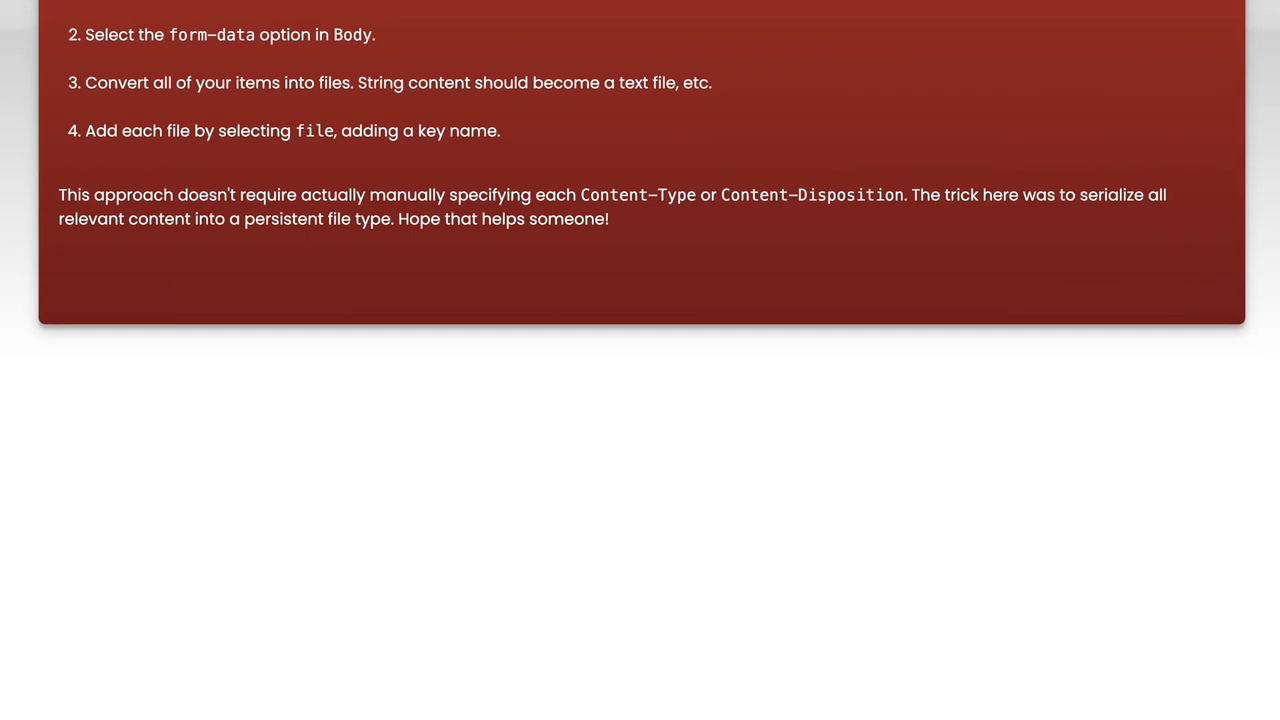 2. Select the form-data option in Body.
3. Convert all of your items into files. String content should become a text file, etc.
4. Add each file by selecting file, adding a key name.
This approach doesn't require actually manually specifying each Content-Type or Content-Disposition. The trick here was to serialize all
relevant content into a persistent file type. Hope that helps someone!